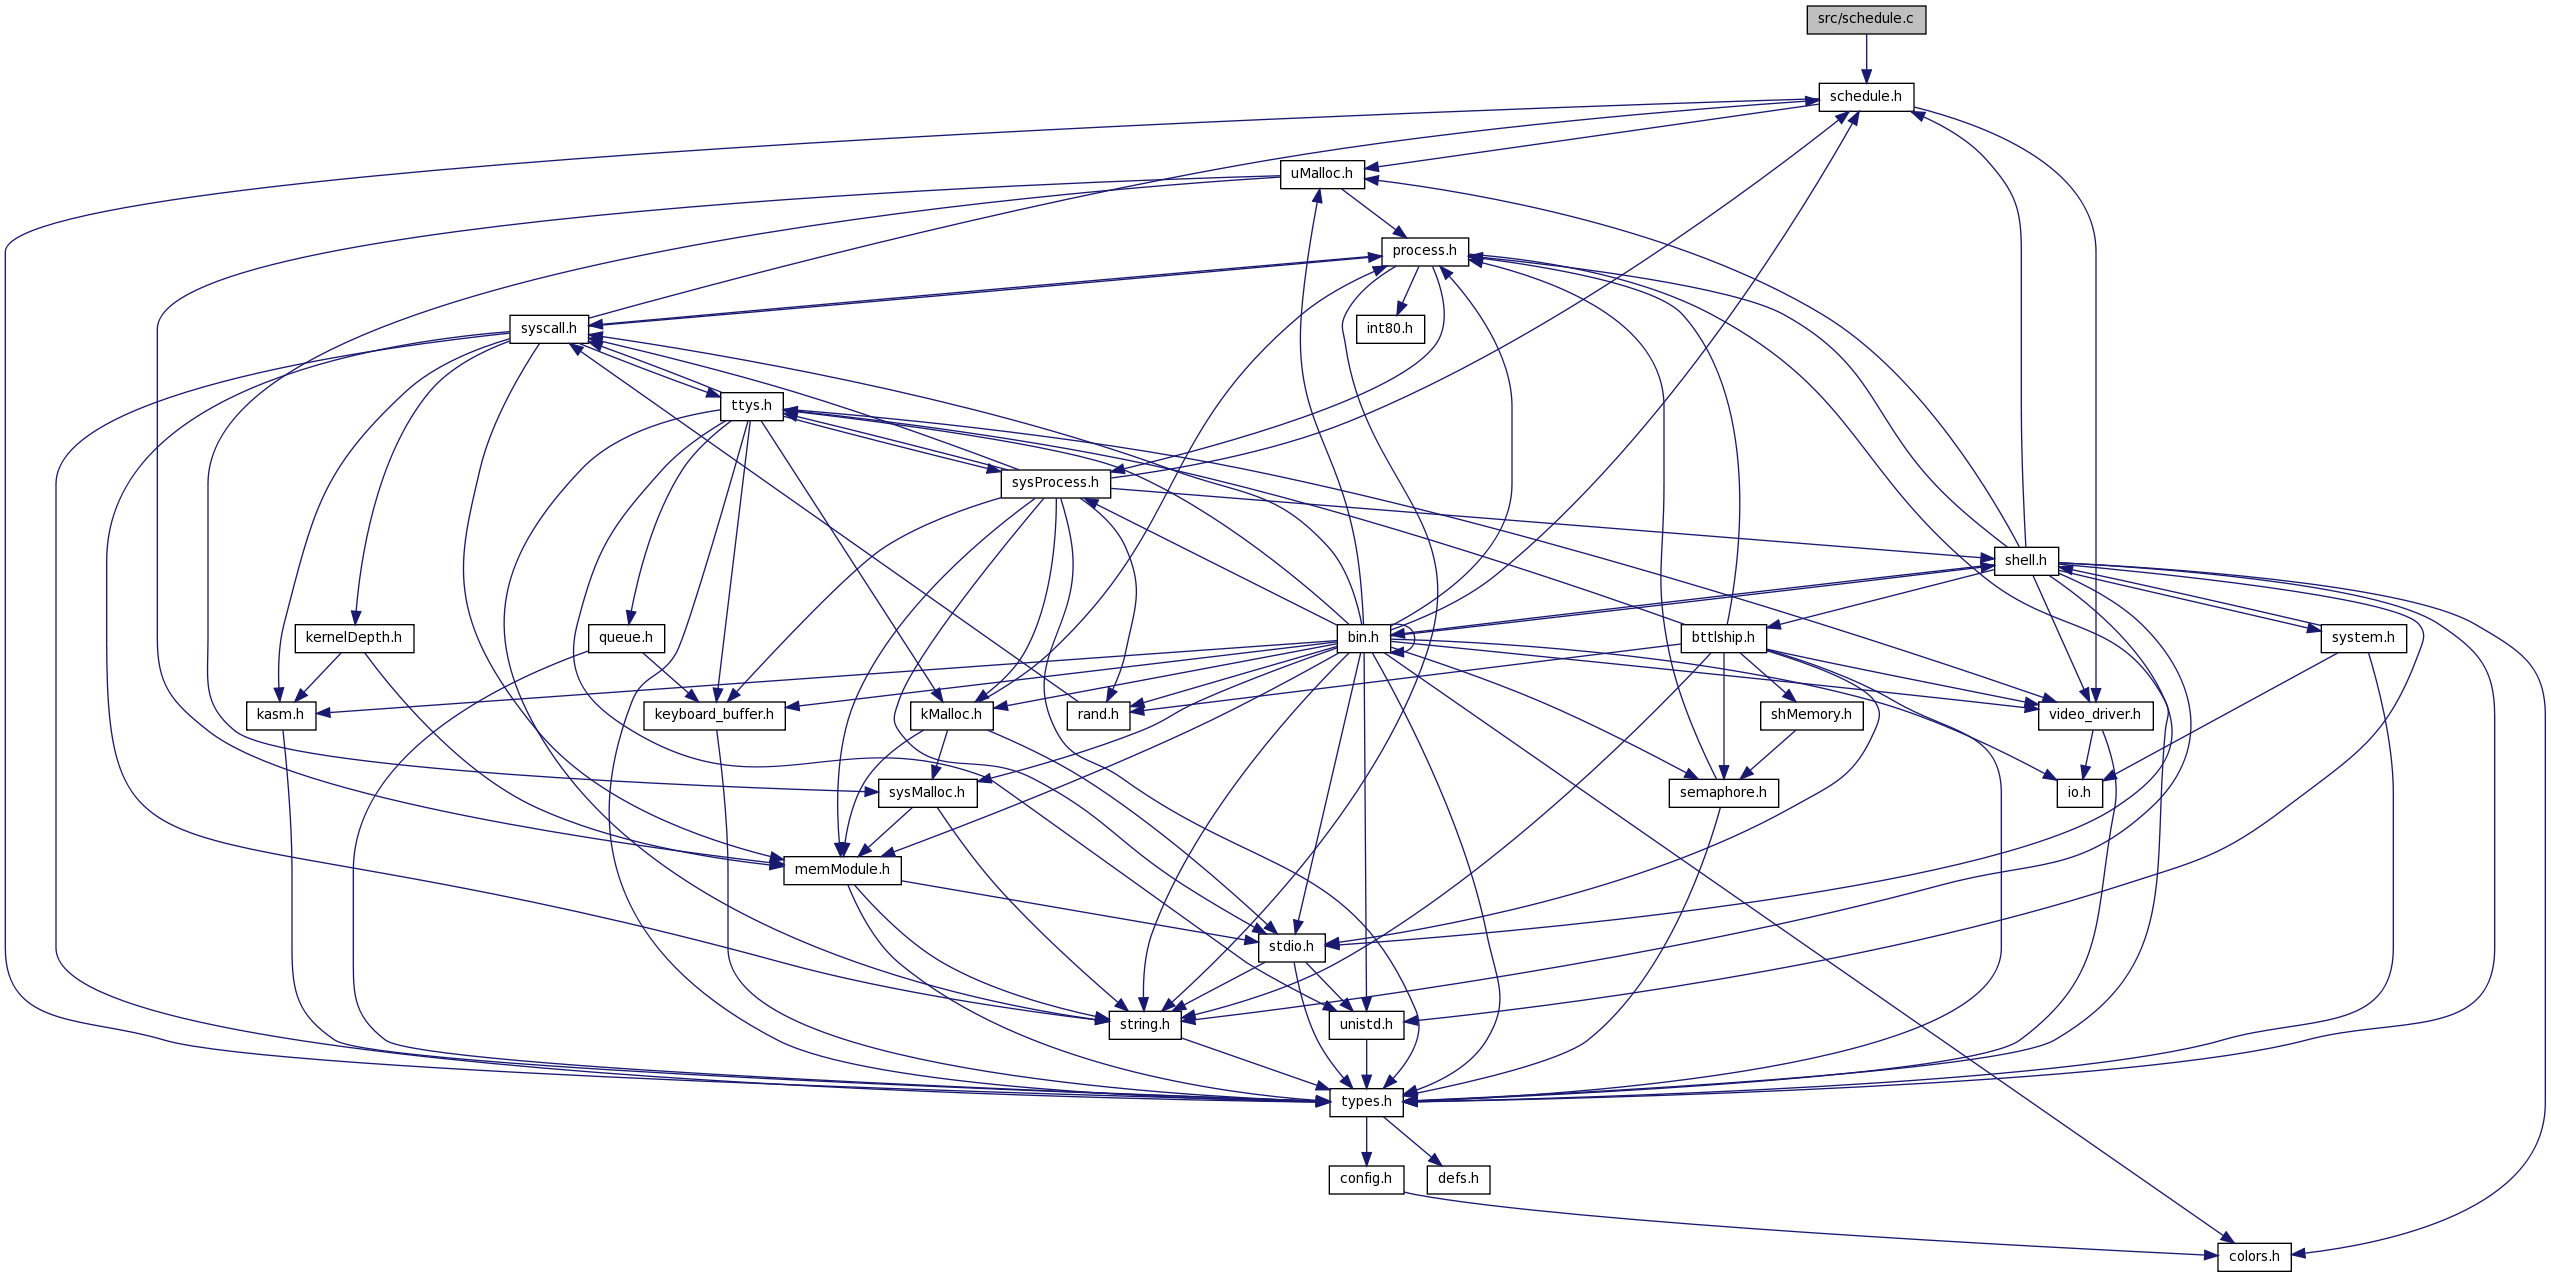 src/schedule.c
schedule.h
uMalloc.h
process.h
syscall.h
int80.h
ttys.h
sysProcess.h
shell.h
kernelDepth.h
queue.h
bin.h
bttlship.h
system.h
kasm.h
keyboard_buffer.h
kMalloc.h
rand.h
shMemory.h
video_driver.h
sysMalloc.h
semaphore.h
io.h
memModule.h
stdio.h
string.h
unistd.h
types.h
config.h
defs.h
colors.h